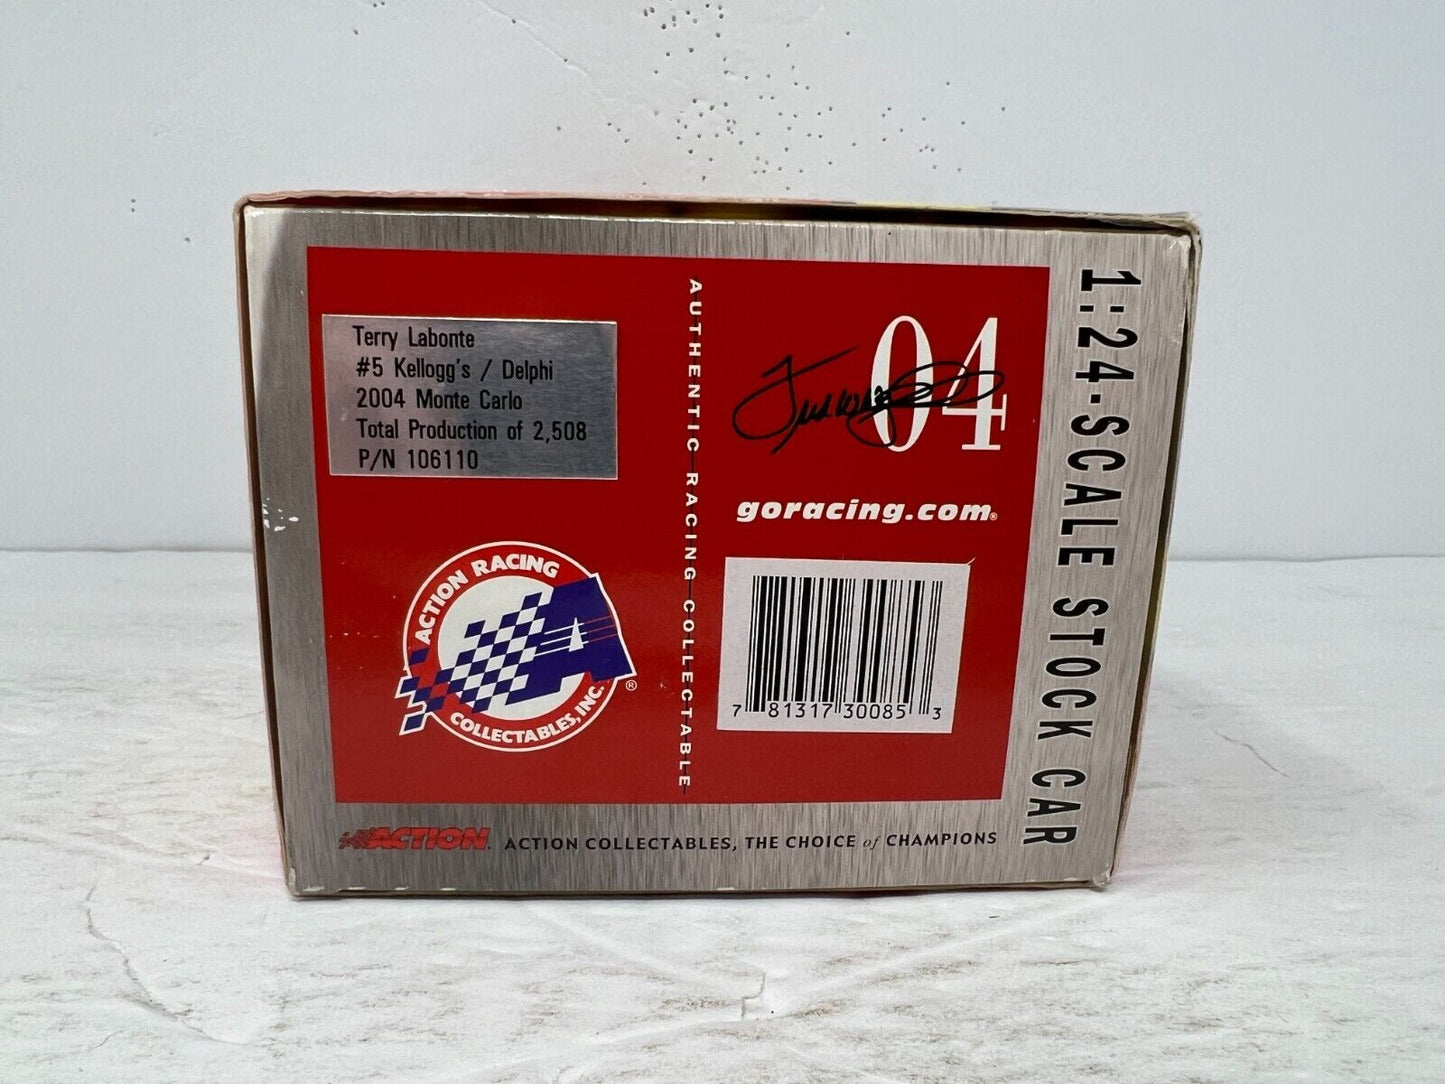 Terry Labonte
#5 Kellogg's / Delphi
2004 Monte Carlo
Total Production of 2,508
P/N 106110
ACTION RACING
COLLECTABLES, INC.
®
AUTHENTIC RACING COLLECTABLE
04
goracing.com®
7 81317 30085 3
1:24-SCALE STOCK CAR
ACTION. ACTION COLLECTABLES, THE CHOICE of CHAMPIONS